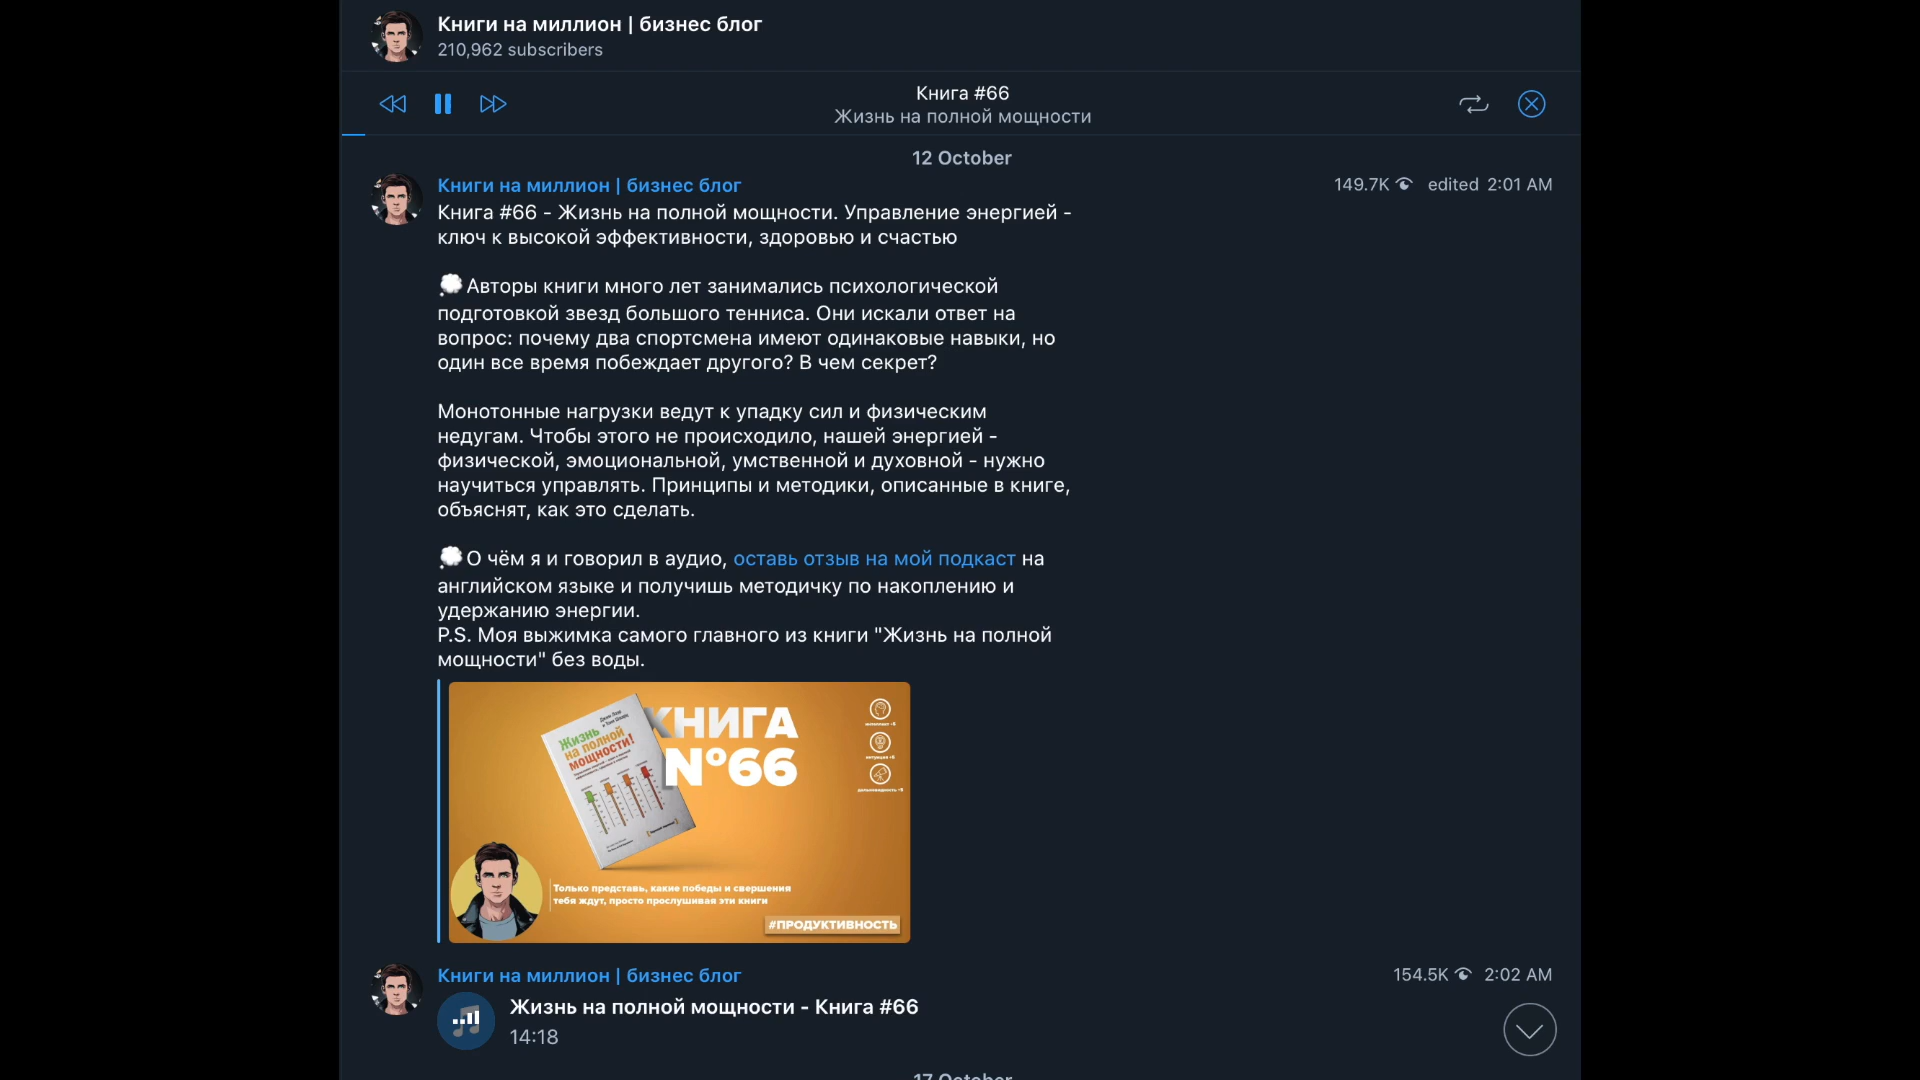 Книги на миллион | бизнес блог
210,962 subscribers
Книга #66
Жизнь на полной мощности
12 October
Книги на миллион | бизнес блог
149.7K edited 2:01 AM
Книга #66 - Жизнь на полной мощности. Управление энергией -
ключ к высокой эффективности, здоровью и счастью
Авторы книги много лет занимались психологической
подготовкой звезд большого тенниса. Они искали ответ на
вопрос: почему два спортсмена имеют одинаковые навыки, но
один все время побеждает другого? В чем секрет?
Монотонные нагрузки ведут к упадку сил и физическим
недугам. Чтобы этого не происходило, нашей энергией -
физической, эмоциональной, умственной и духовной - нужно
научиться управлять. Принципы и методики, описанные в книге,
объяснят, как это сделать.
О чём я и говорил в аудио, оставь отзыв на мой подкаст на
английском языке и получишь методичку по накоплению и
удержанию энергии.
P.S. Моя выжимка самого главного из книги "Жизнь на полной
мощности" без воды.
КНИГА
№66
Жизнь
на полной
мощности!
Только представь, какие победы и свершения
тебя ждут, просто прослушивая эти книги
#ПРОДУКТИВНОСТЬ
Книги на миллион | бизнес блог
154.5K 2:02 AM
Жизнь на полной мощности - Книга #66
14:18
17 October